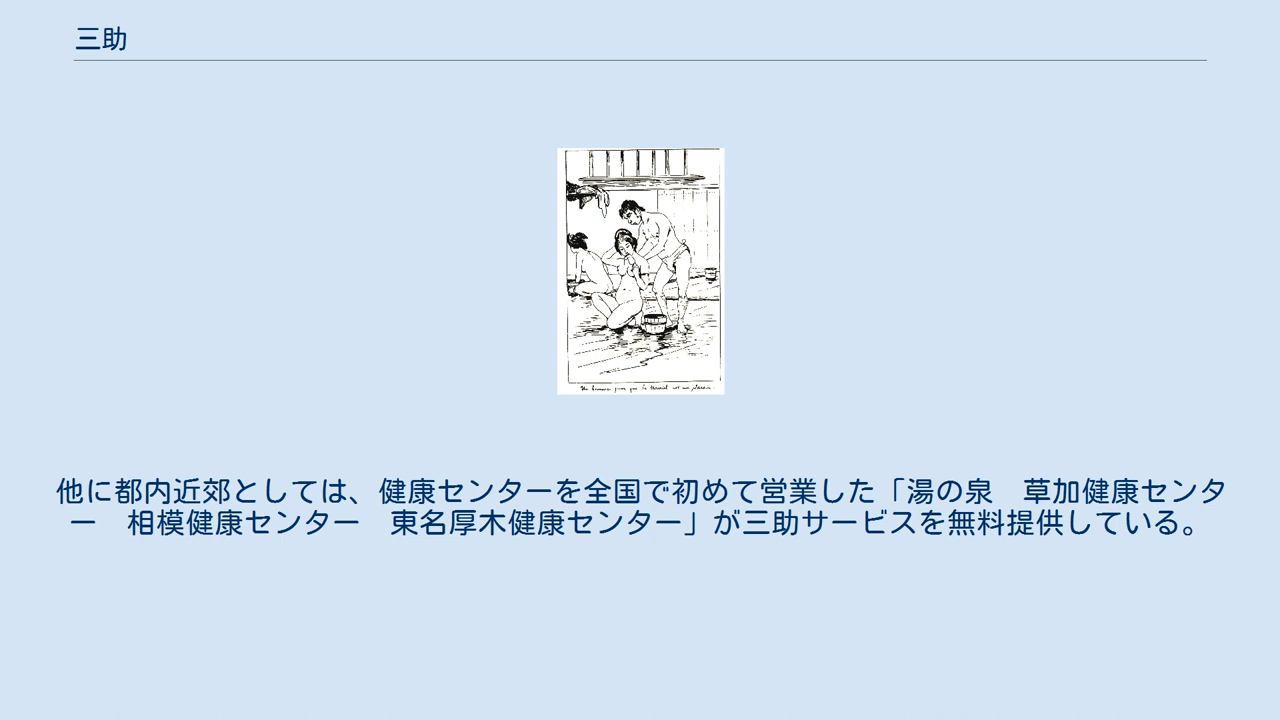 三助
他に都内近郊としては、健康センターを全国で初めて営業した「湯の泉　草加健康センタ
ー　相模健康センター　東名厚木健康センター」が三助サービスを無料提供している。